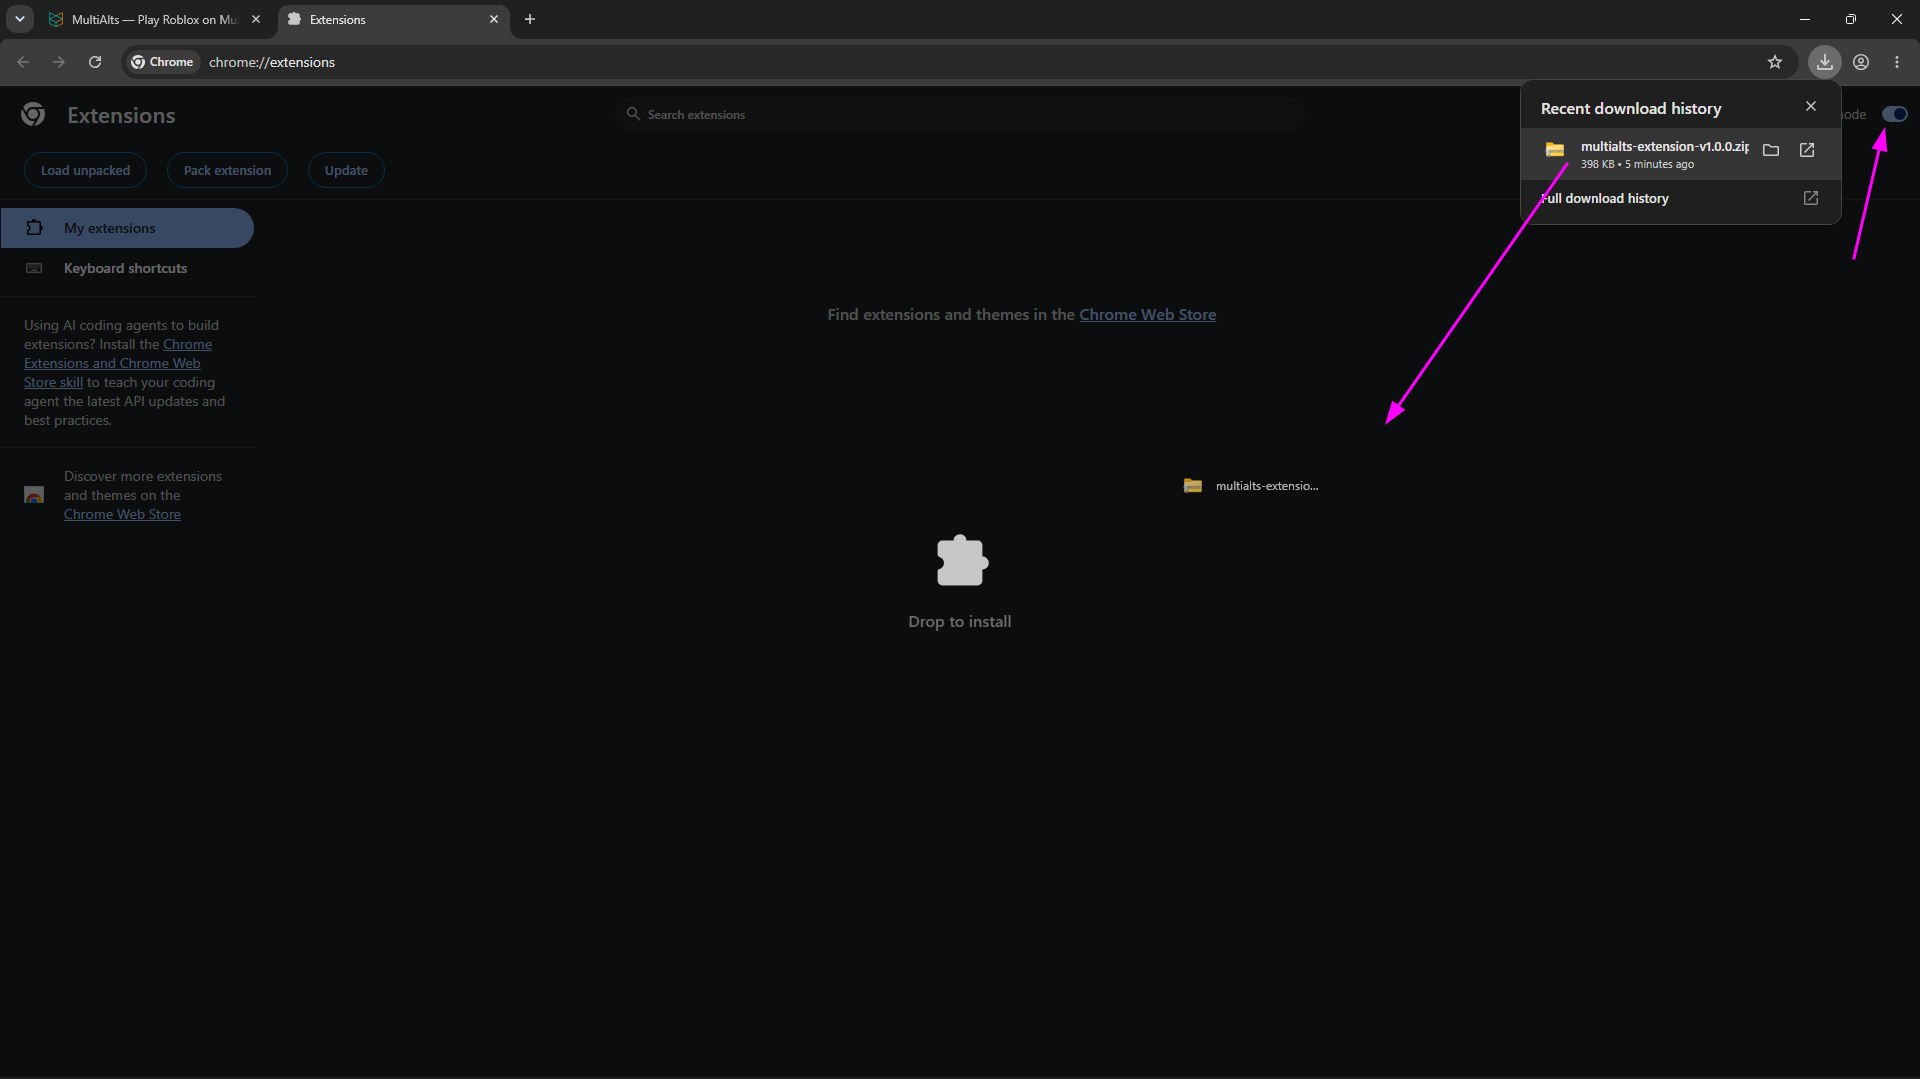 MultiAlts — Play Roblox on Mu
Extensions
Chrome
chrome://extensions
Extensions
Search extensions
Recent download history
ode
multialts-extension-v1.0.0.zip
398 KB • 5 minutes ago
Full download history
Load unpacked
Pack extension
Update
My extensions
Keyboard shortcuts
Using AI coding agents to build
extensions? Install the Chrome
Extensions and Chrome Web
Store skill to teach your coding
agent the latest API updates and
best practices.
Discover more extensions
and themes on the
Chrome Web Store
Find extensions and themes in the Chrome Web Store
multialts-extensio...
Drop to install